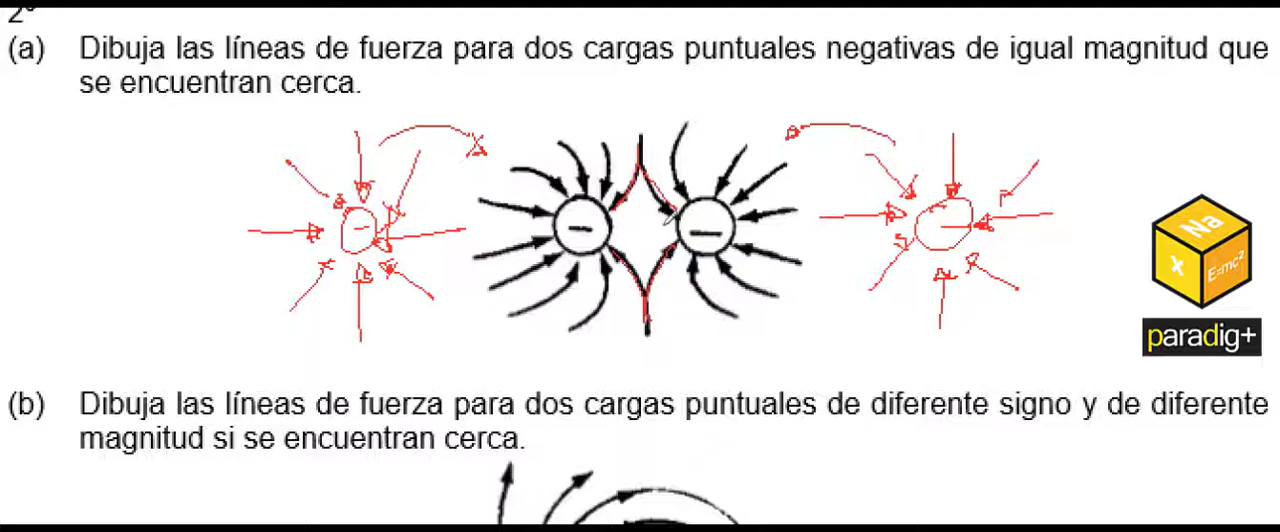 2º
(a) Dibuja las líneas de fuerza para dos cargas puntuales negativas de igual magnitud que
se encuentran cerca.
Na
X
E=mc²
paradig+
(b) Dibuja las líneas de fuerza para dos cargas puntuales de diferente signo y de diferente
magnitud si se encuentran cerca.